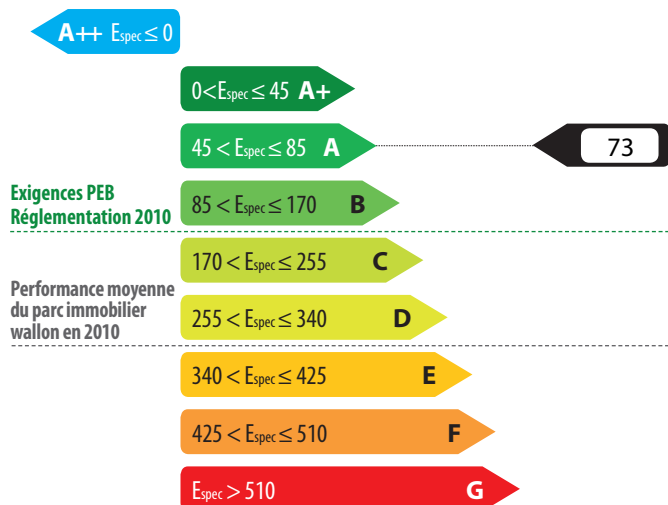 A++ Espec ≤ 0
0<Espec ≤ 45 A+
45 < Espec ≤ 85 A
73
Exigences PEB
Réglementation 2010
85 < Espec ≤ 170 B
170 < Espec ≤ 255 C
Performance moyenne
du parc immobilier
wallon en 2010
255 < Espec ≤ 340 D
340 < Espec ≤ 425 E
425 < Espec ≤ 510 F
Espec > 510 G